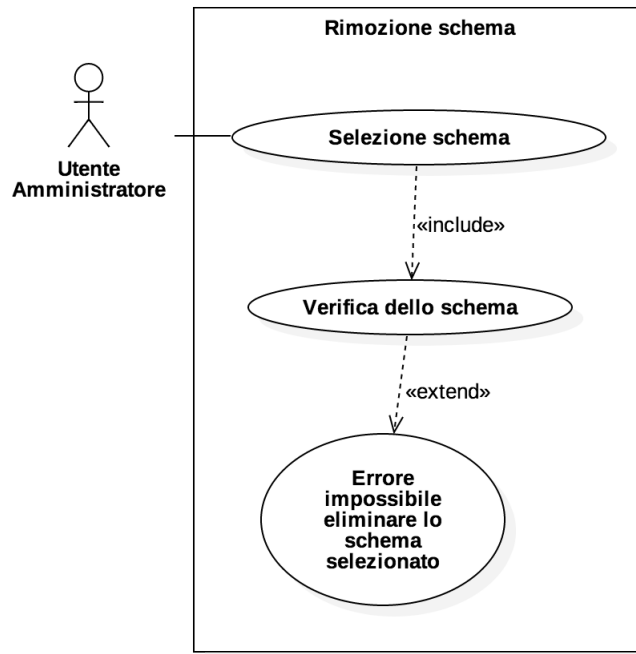 Rimozione schema
Utente
Amministratore
Selezione schema
«include»
Verifica dello schema
«extend»
Errore
impossibile
eliminare lo
schema
selezionato